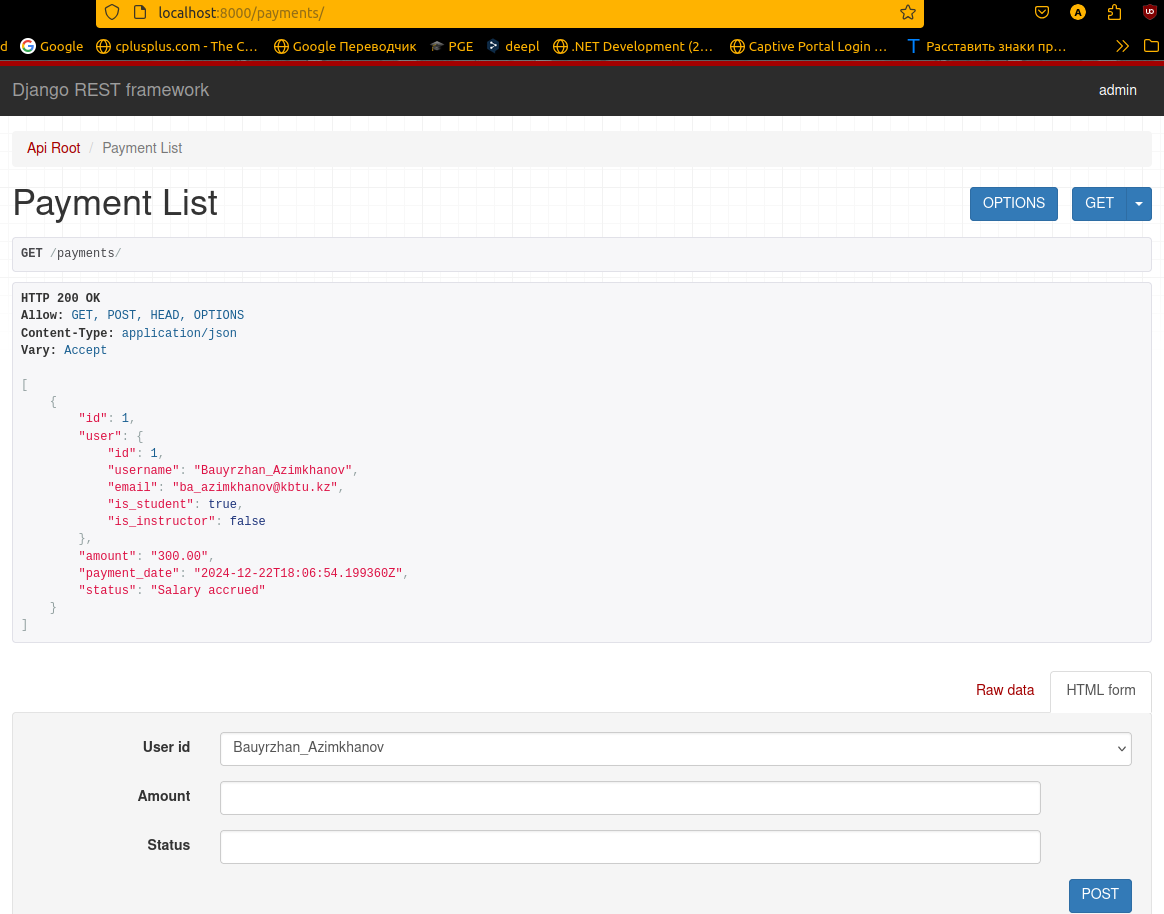 localhost:8000/payments/
d Google cplusplus.com - The C... Google Переводчик PGE deepl .NET Development (2... Captive Portal Login ... Расставить знаки пр...
Django REST framework admin
Api Root / Payment List
Payment List OPTIONS GET
GET /payments/
HTTP 200 OK
Allow: GET, POST, HEAD, OPTIONS
Content-Type: application/json
Vary: Accept
[
    {
        "id": 1,
        "user": {
            "id": 1,
            "username": "Bauyrzhan_Azimkhanov",
            "email": "ba_azimkhanov@kbtu.kz",
            "is_student": true,
            "is_instructor": false
        },
        "amount": "300.00",
        "payment_date": "2024-12-22T18:06:54.199360Z",
        "status": "Salary accrued"
    }
]
Raw data HTML form
User id Bauyrzhan_Azimkhanov
Amount
Status
POST